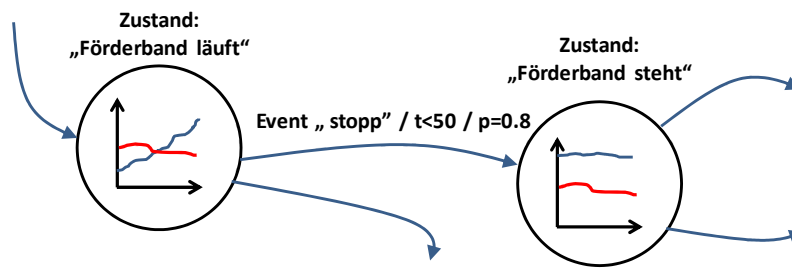 Zustand:
„Förderband läuft“
Zustand:
„Förderband steht“
Event „ stopp” / t<50 / p=0.8